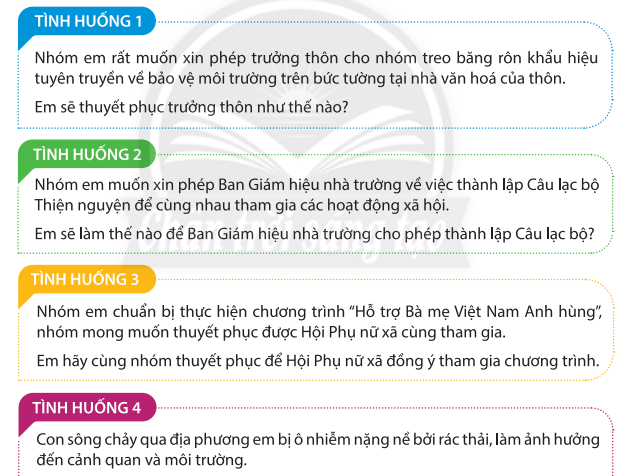 TÌNH HUỐNG 1
Nhóm em rất muốn xin phép trưởng thôn cho nhóm treo băng rôn khẩu hiệu
tuyên truyền về bảo vệ môi trường trên bức tường tại nhà văn hoá của thôn.
Em sẽ thuyết phục trưởng thôn như thế nào?
TÌNH HUỐNG 2
Nhóm em muốn xin phép Ban Giám hiệu nhà trường về việc thành lập Câu lạc bộ
Thiện nguyện để cùng nhau tham gia các hoạt động xã hội.
Chân trời sáng tạo
Em sẽ làm thế nào để Ban Giám hiệu nhà trường cho phép thành lập Câu lạc bộ?
TÌNH HUỐNG 3
Nhóm em chuẩn bị thực hiện chương trình “Hỗ trợ Bà mẹ Việt Nam Anh hùng”,
nhóm mong muốn thuyết phục được Hội Phụ nữ xã cùng tham gia.
Em hãy cùng nhóm thuyết phục để Hội Phụ nữ xã đồng ý tham gia chương trình.
TÌNH HUỐNG 4
Con sông chảy qua địa phương em bị ô nhiễm nặng nề bởi rác thải, làm ảnh hưởng
đến cảnh quan và môi trường.